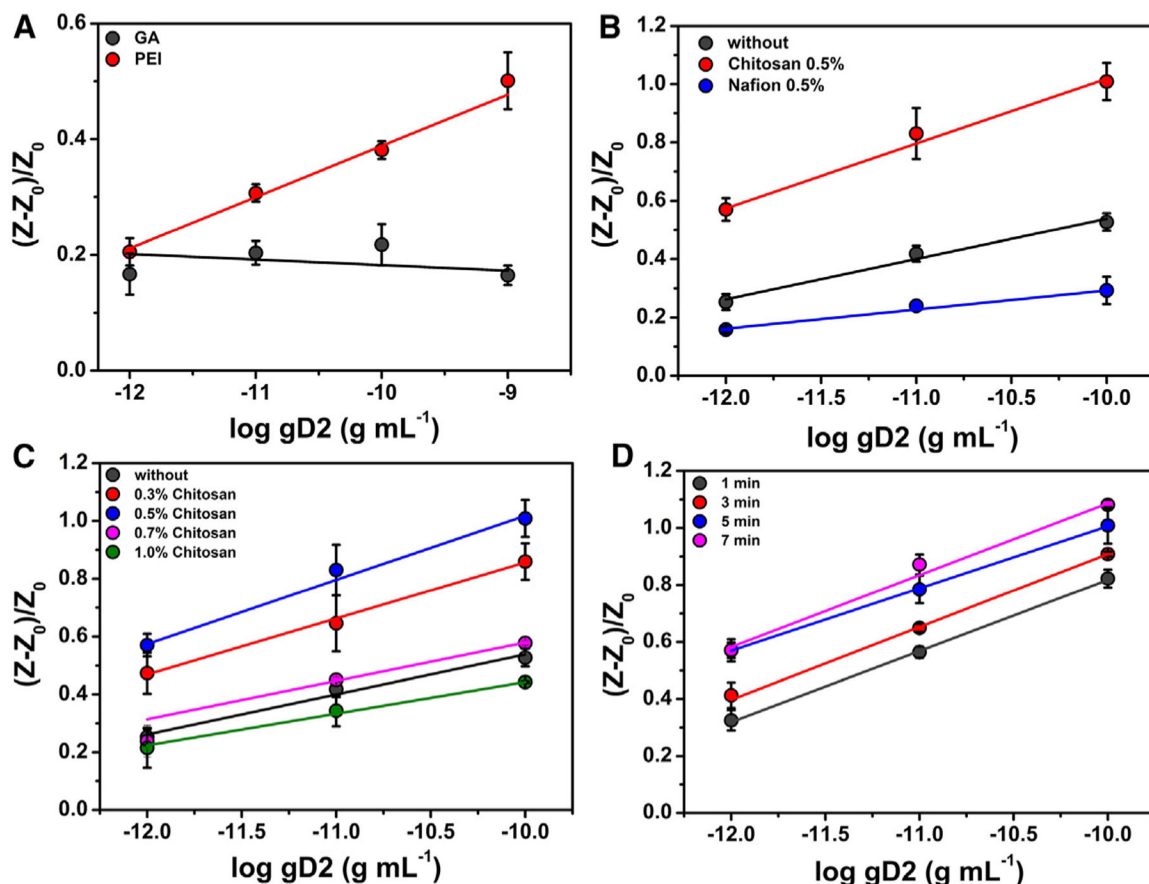 A
GA
PEI
0.6
0.4
0.2
0.0
(Z-Z₀)/Z₀
-12
-11
-10
-9
log gD2 (g mL⁻¹)
B
without
Chitosan 0.5%
Nafion 0.5%
1.2
1.0
0.8
0.6
0.4
0.2
0.0
(Z-Z₀)/Z₀
-12.0
-11.5
-11.0
-10.5
-10.0
log gD2 (g mL⁻¹)
C
without
0.3% Chitosan
0.5% Chitosan
0.7% Chitosan
1.0% Chitosan
1.2
1.0
0.8
0.6
0.4
0.2
0.0
(Z-Z₀)/Z₀
-12.0
-11.5
-11.0
-10.5
-10.0
log gD2 (g mL⁻¹)
D
1 min
3 min
5 min
7 min
1.2
1.0
0.8
0.6
0.4
0.2
0.0
(Z-Z₀)/Z₀
-12.0
-11.5
-11.0
-10.5
-10.0
log gD2 (g mL⁻¹)